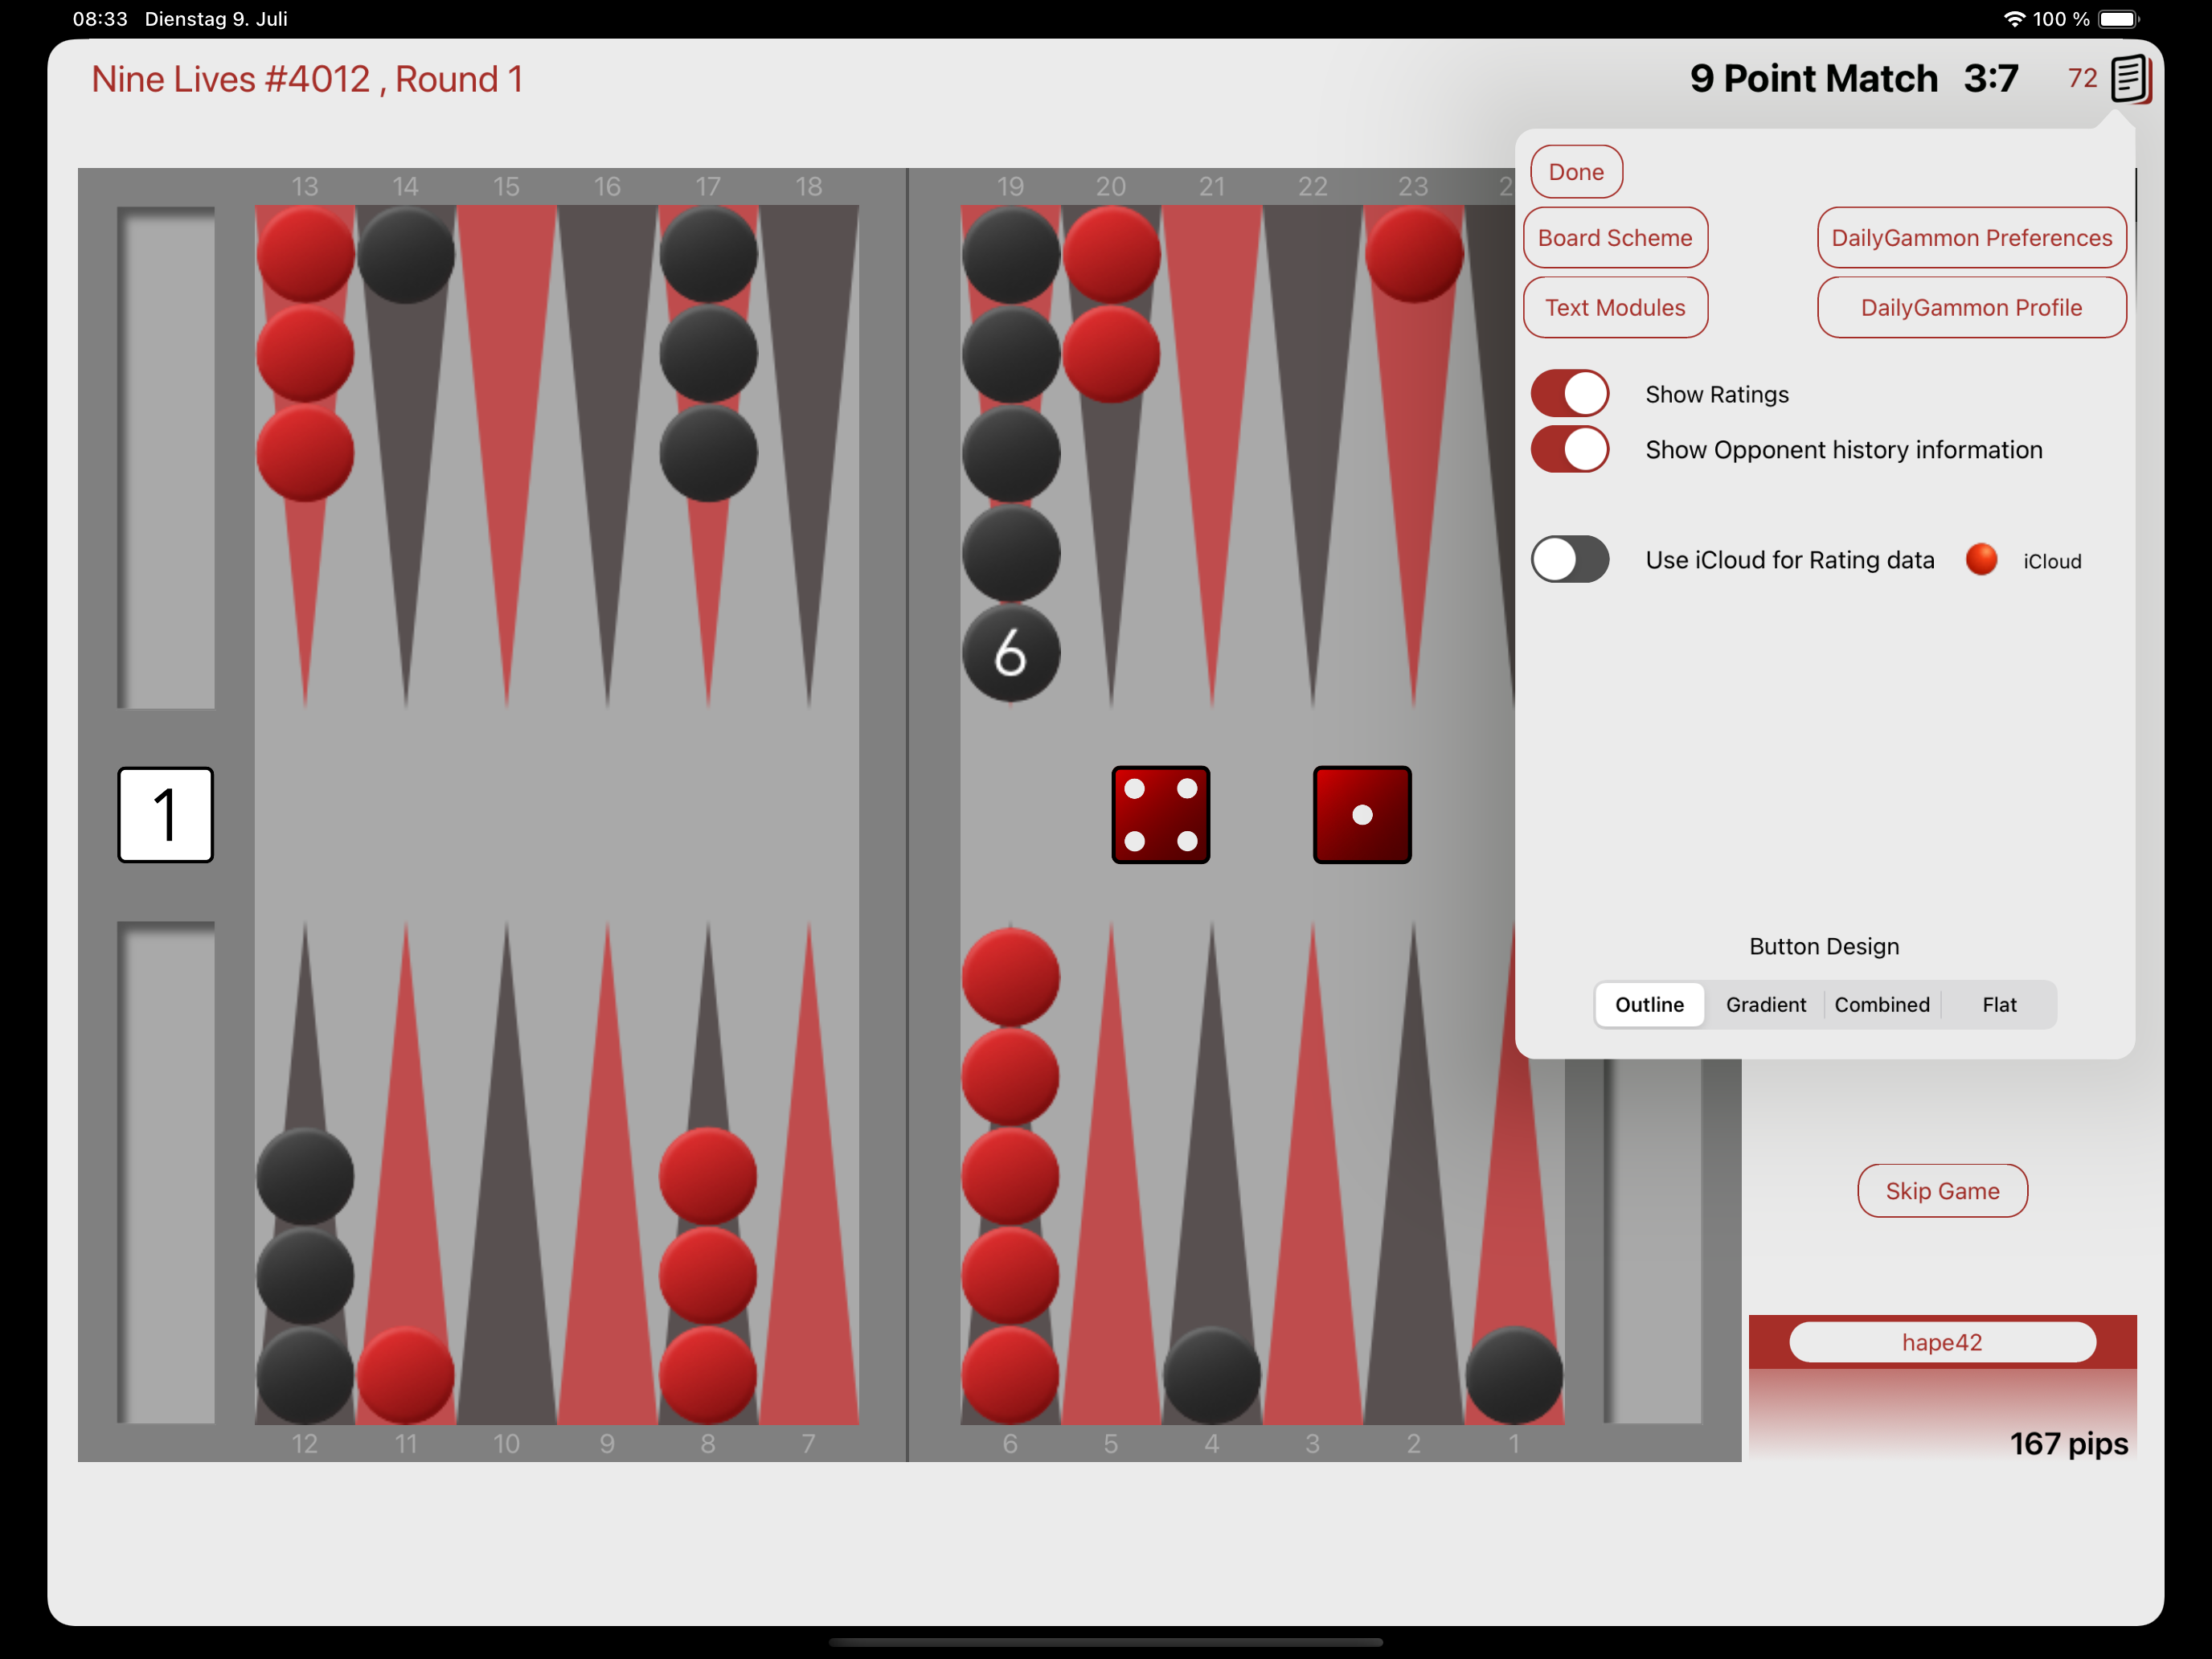 08:33 Dienstag 9. Juli
100 %
Nine Lives #4012 , Round 1
9 Point Match 3:7
72
Done
Board Scheme
DailyGammon Preferences
Text Modules
DailyGammon Profile
Show Ratings
Show Opponent history information
Use iCloud for Rating data
iCloud
Button Design
Outline Gradient Combined Flat
13 14 15 16 17 18 19 20 21 22 23
6
1
12 11 10 9 8 7 6 5 4 3 2 1
Skip Game
hape42
167 pips